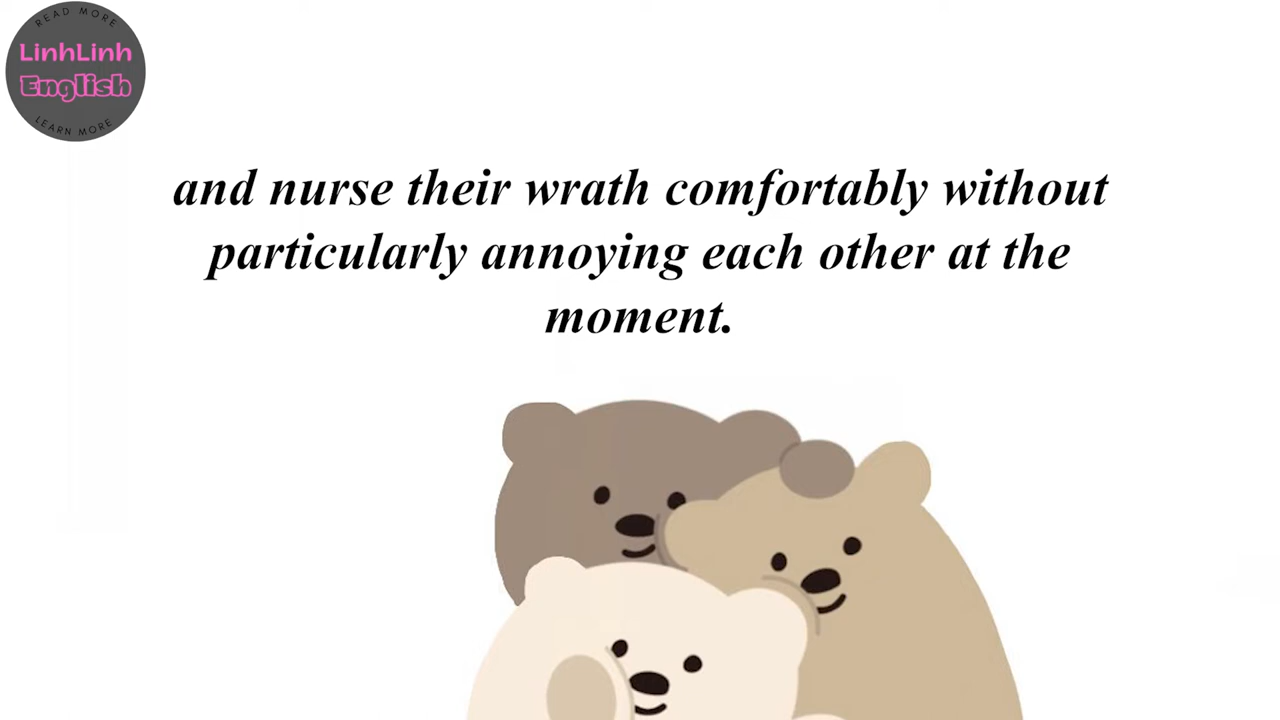 READ MORE
LinhLinh
English
LEARN MORE
and nurse their wrath comfortably without
particularly annoying each other at the
moment.